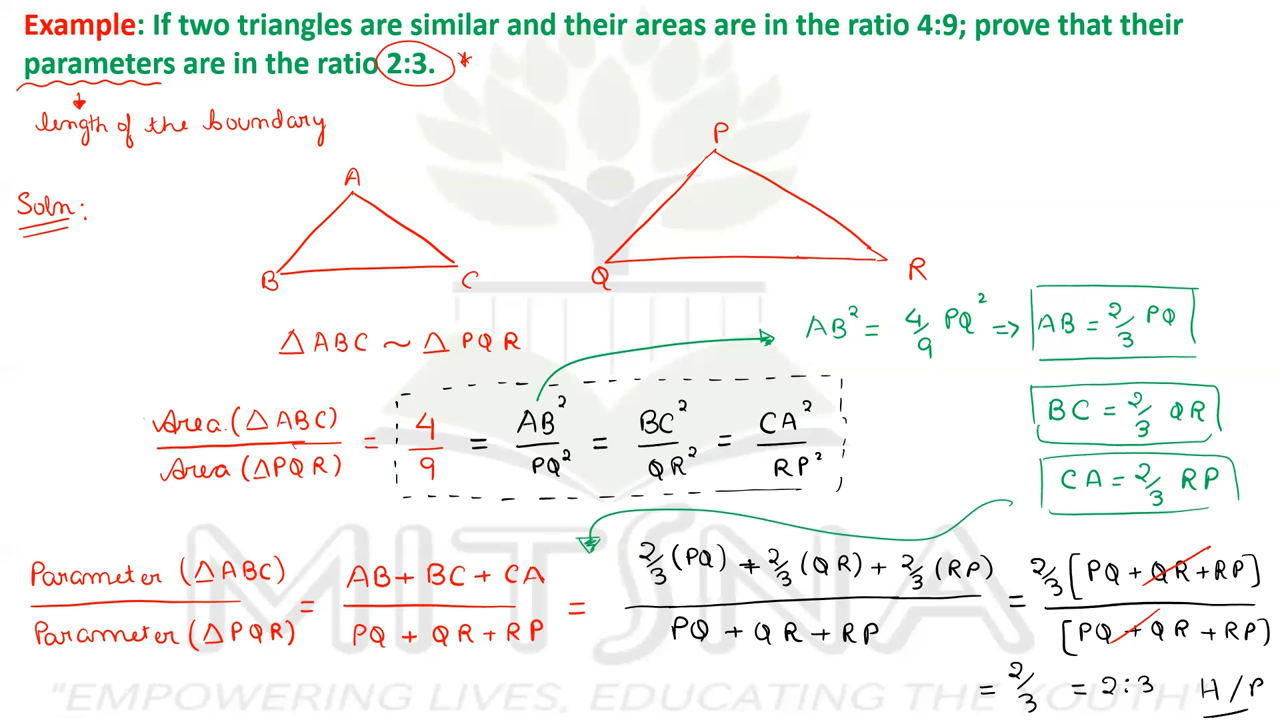 Example: If two triangles are similar and their areas are in the ratio 4:9; prove that their
parameters are in the ratio 2:3. *
length of the boundary
Soln:
A
B
C
P
Q
R
△ ABC ~ △ PQR
AB² = 4/9 PQ² => AB = 2/3 PQ
BC = 2/3 QR
CA = 2/3 RP
Area.(△ABC)/Area(△PQR) = 4/9 = AB²/PQ² = BC²/QR² = CA²/RP²
Parameter (△ABC)/Parameter (△PQR) = AB + BC + CA/PQ + QR + RP = 2/3 (PQ) + 2/3 (QR) + 2/3 (RP)/PQ + QR + RP = 2/3 [PQ + QR + RP]/[PQ + QR + RP]
= 2/3 = 2:3 H/P
MITSNA
"EMPOWERING LIVES, EDUCATING THE YOUTH"